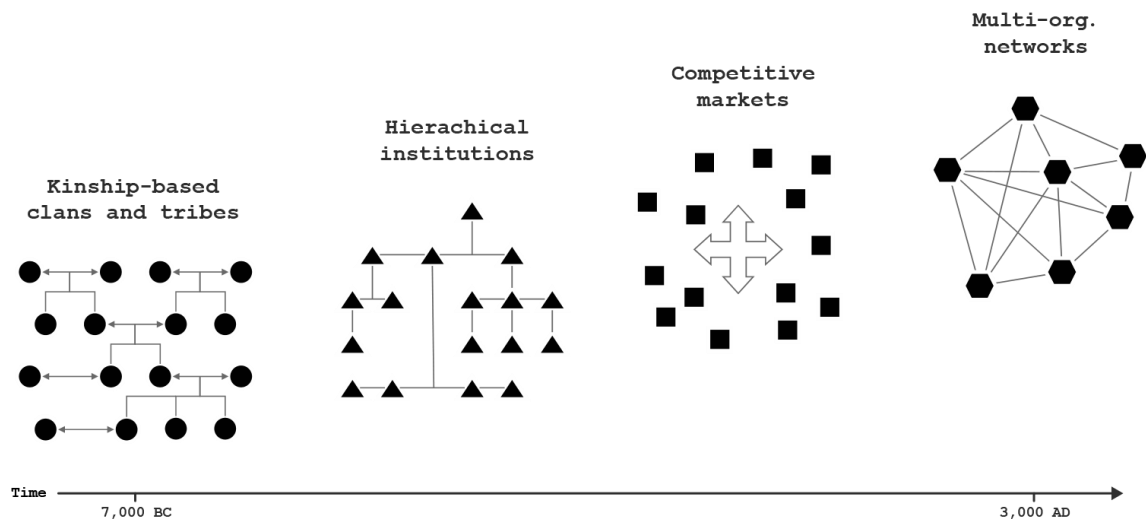 Kinship-based
clans and tribes
Hierachical
institutions
Competitive
markets
Multi-org.
networks
Time
7,000 BC
3,000 AD